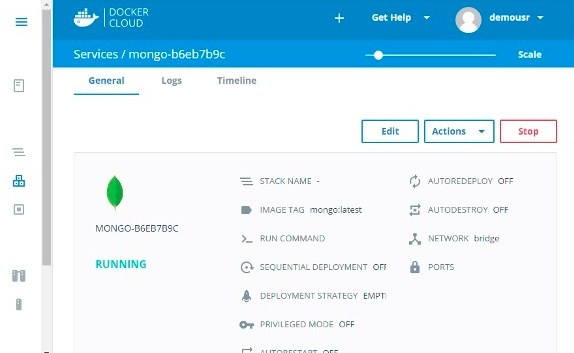 DOCKER
CLOUD
Get Help
demousr
Services / mongo-b6eb7b9c
Scale
General
Logs
Timeline
Edit
Actions
Stop
MONGO-B6EB7B9C
RUNNING
STACK NAME -
IMAGE TAG mongo:latest
RUN COMMAND
SEQUENTIAL DEPLOYMENT OFF
DEPLOYMENT STRATEGY EMPTI
PRIVILEGED MODE OFF
AUTORESTART OFF
AUTOREDEPLOY OFF
AUTODESTROY OFF
NETWORK bridge
PORTS